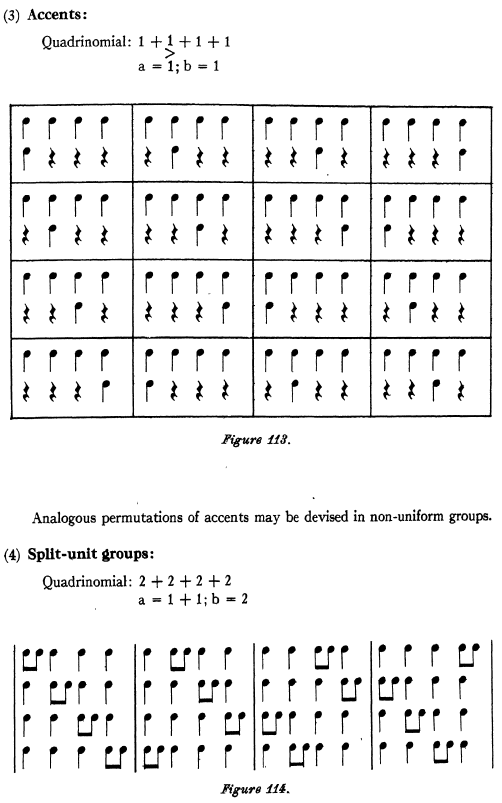 (3) Accents:
Quadrinomial: 1 + 1 + 1 + 1
>
a = 1; b = 1
Figure 113.
Analogous permutations of accents may be devised in non-uniform groups.
(4) Split-unit groups:
Quadrinomial: 2 + 2 + 2 + 2
a = 1 + 1; b = 2
Figure 114.